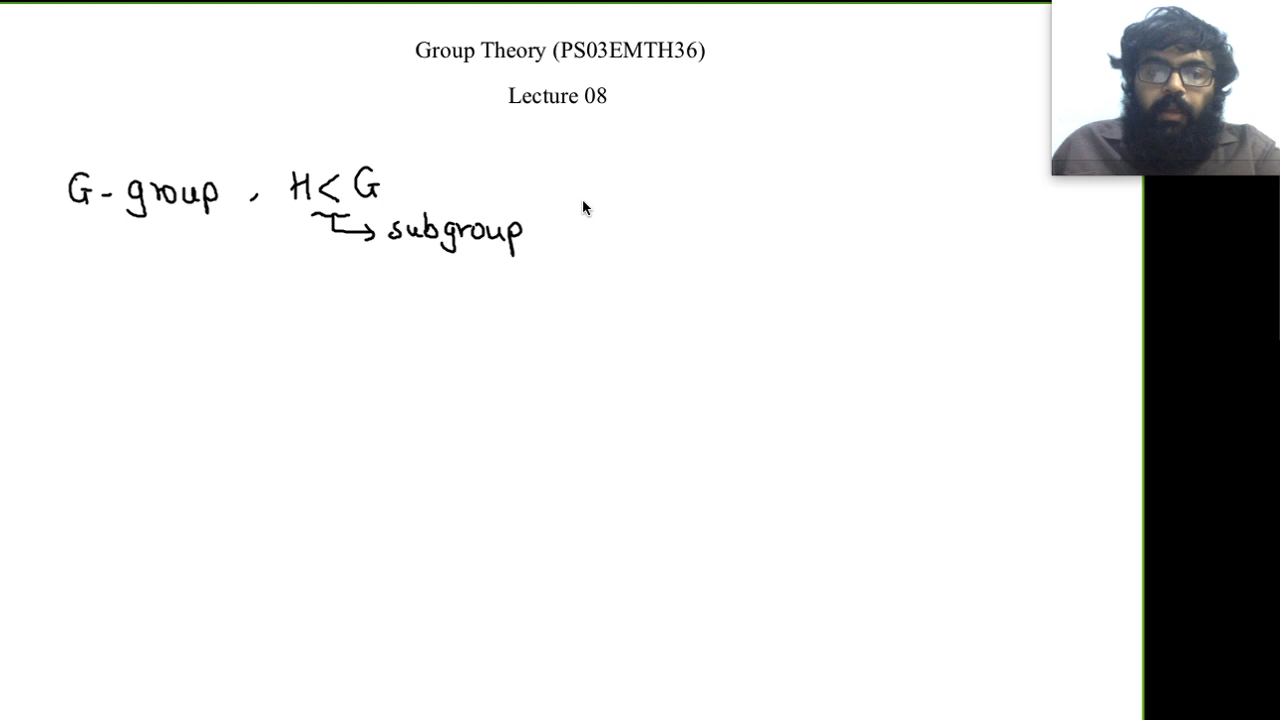 Group Theory (PS03EMTH36)
Lecture 08
G - group , H < G
→ subgroup